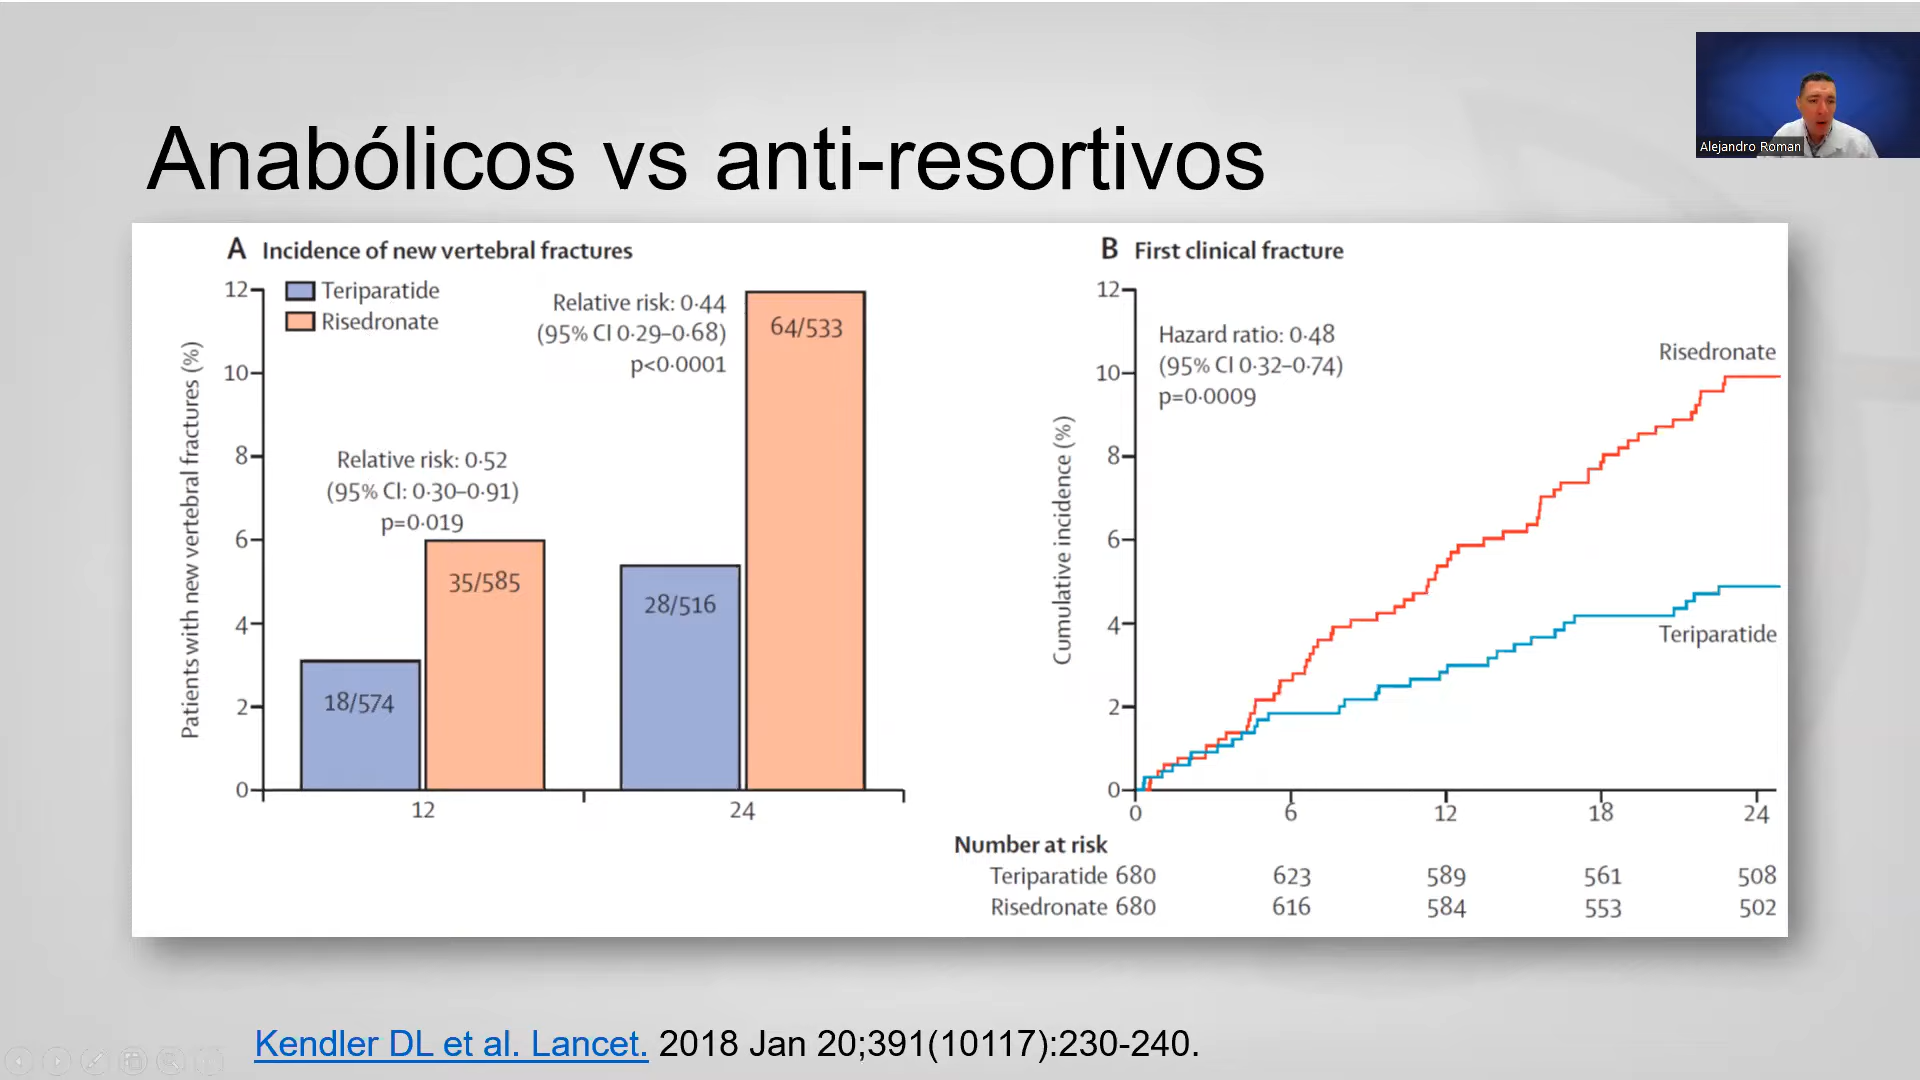 Alejandro Roman
Anabólicos vs anti-resortivos
A Incidence of new vertebral fractures
Teriparatide
Risedronate
Patients with new vertebral fractures (%)
12
10
8
6
4
2
0
Relative risk: 0·52
(95% CI: 0·30–0·91)
p=0·019
Relative risk: 0·44
(95% CI 0·29–0·68)
p<0·0001
18/574
35/585
28/516
64/533
12 24
B First clinical fracture
Cumulative incidence (%)
12
10
8
6
4
2
0
Hazard ratio: 0·48
(95% CI 0·32–0·74)
p=0·0009
Risedronate
Teriparatide
0 6 12 18 24
Number at risk
Teriparatide 680 623 589 561 508
Risedronate 680 616 584 553 502
Kendler DL et al. Lancet. 2018 Jan 20;391(10117):230-240.